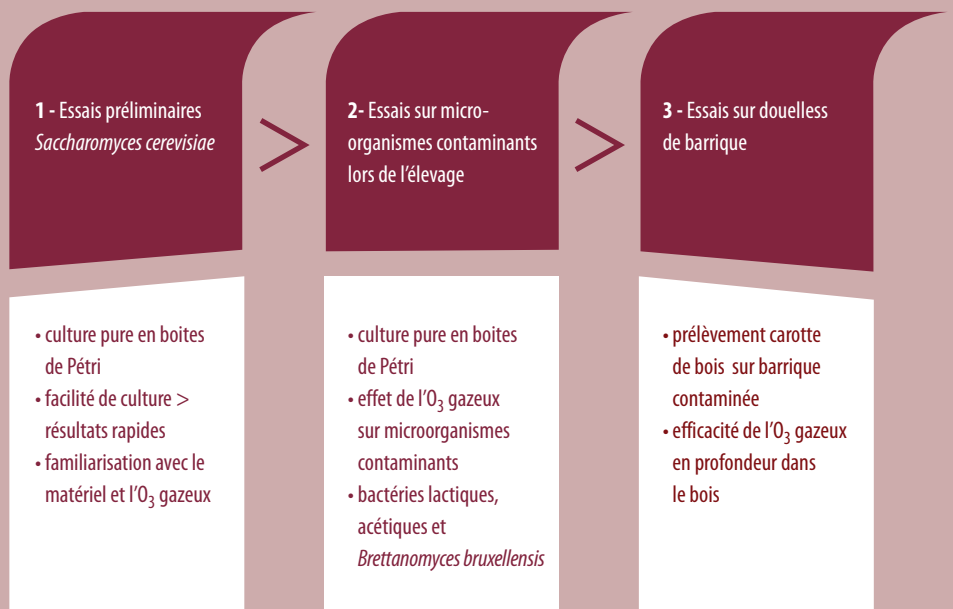 1 - Essais préliminaires
Saccharomyces cerevisiae
>
2- Essais sur micro-
organismes contaminants
lors de l'élevage
>
3 - Essais sur douelless
de barrique
• culture pure en boites
de Pétri
• facilité de culture >
résultats rapides
• familiarisation avec le
matériel et l'O₃ gazeux
• culture pure en boites
de Pétri
• effet de l'O₃ gazeux
sur microorganismes
contaminants
• bactéries lactiques,
acétiques et
Brettanomyces bruxellensis
• prélèvement carotte
de bois sur barrique
contaminée
• efficacité de l'O₃ gazeux
en profondeur dans
le bois